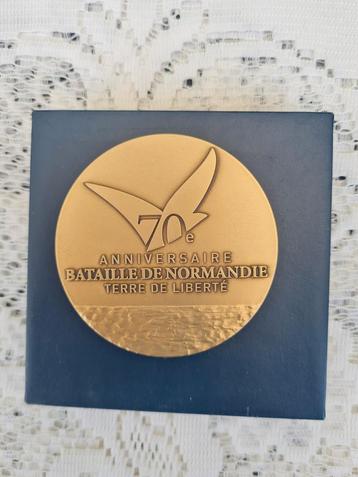 70e
ANNIVERSAIRE
BATAILLE DE NORMANDIE
TERRE DE LIBERTÉ